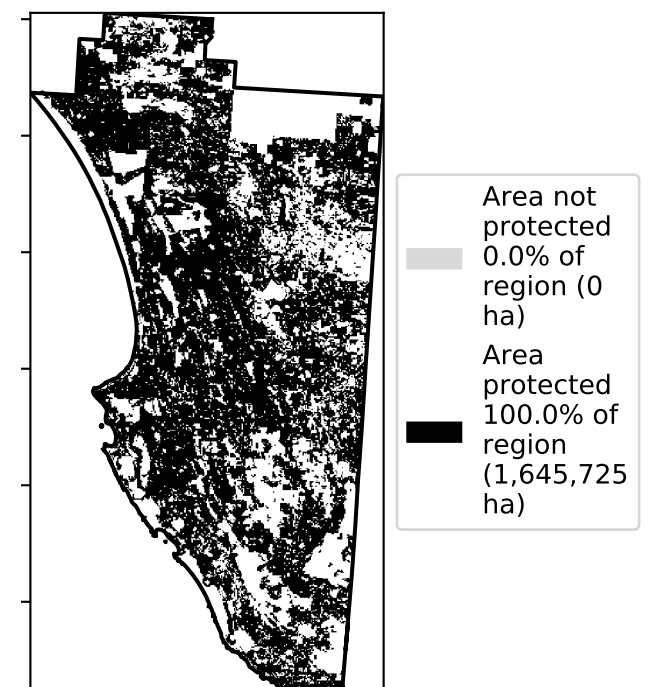 Area not
protected
0.0% of
region (0
ha)
Area
protected
100.0% of
region
(1,645,725
ha)